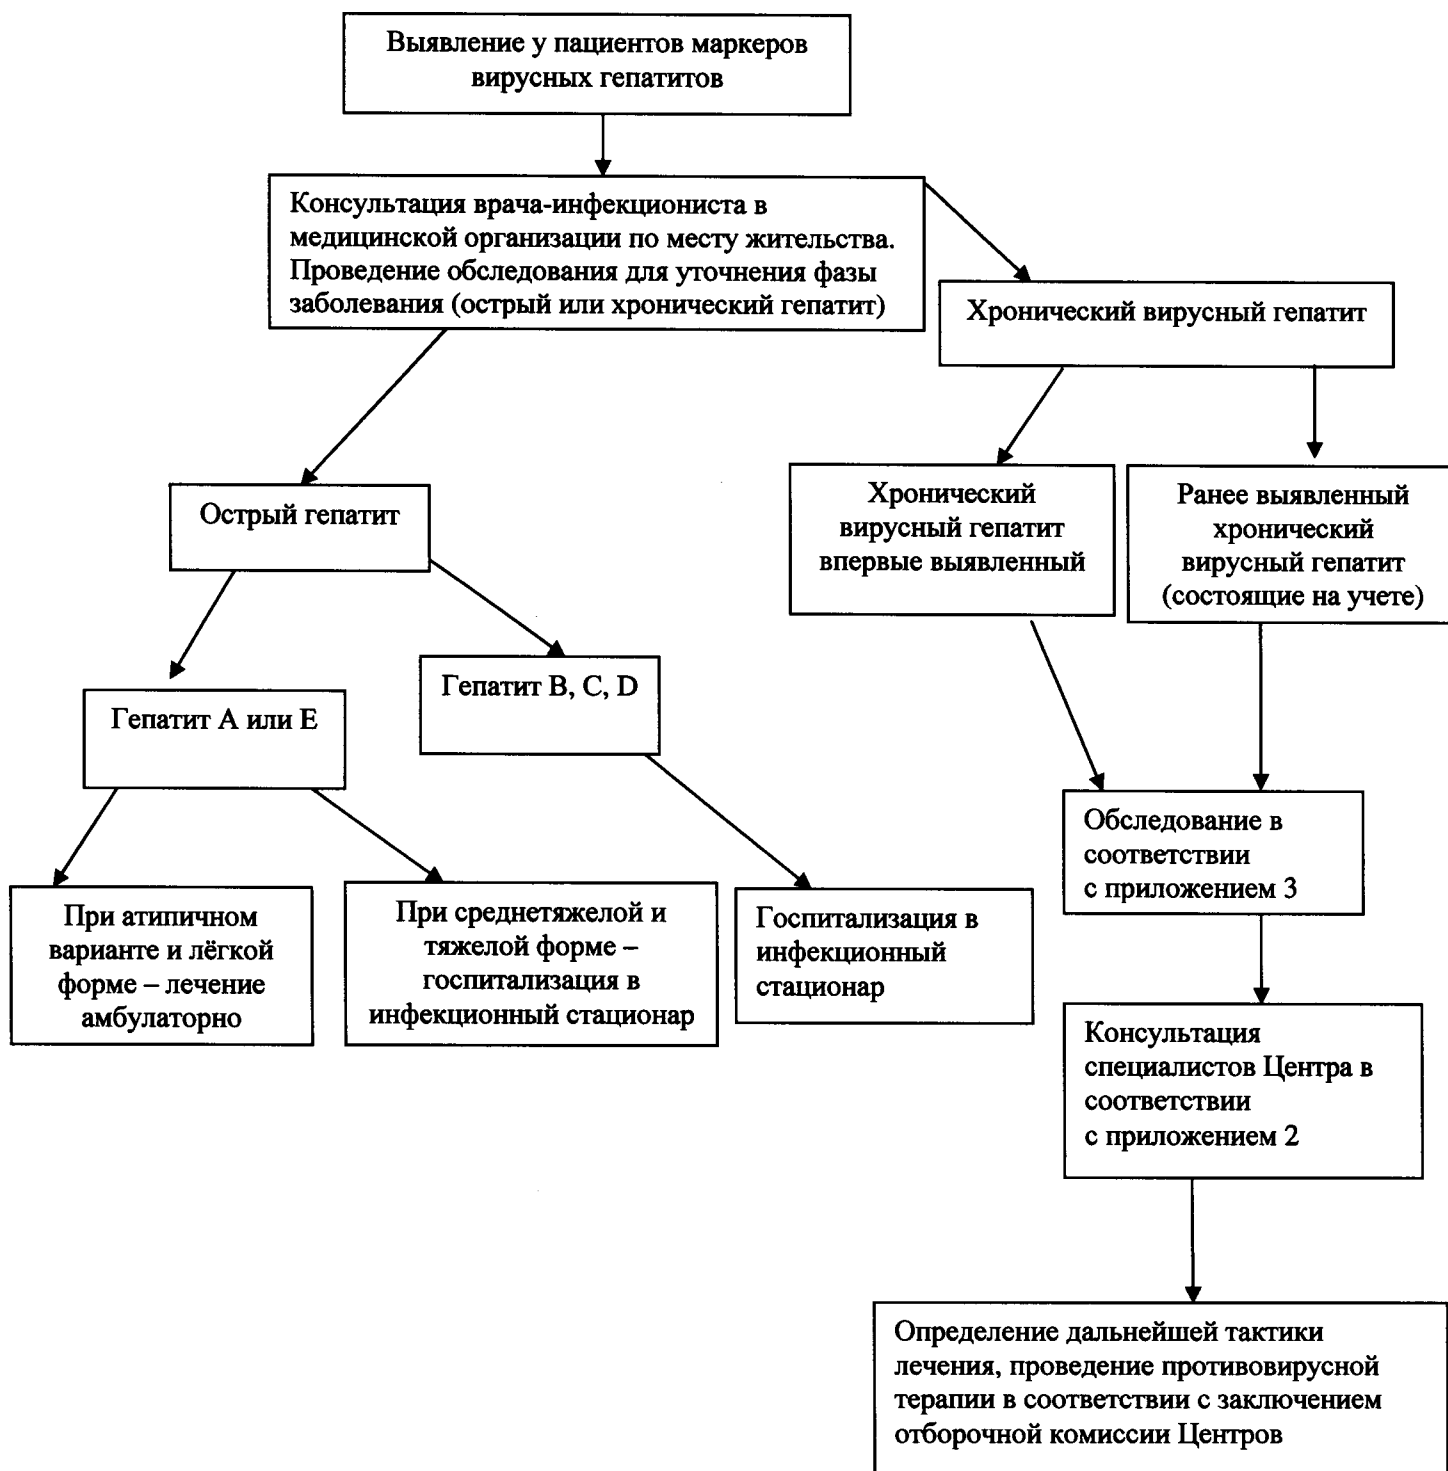 Выявление у пациентов маркеров
вирусных гепатитов
Консультация врача-инфекциониста в
медицинской организации по месту жительства.
Проведение обследования для уточнения фазы
заболевания (острый или хронический гепатит)
Хронический вирусный гепатит
Острый гепатит
Хронический
вирусный гепатит
впервые выявленный
Ранее выявленный
хронический
вирусный гепатит
(состоящие на учете)
Гепатит А или Е
Гепатит В, С, D
При атипичном
варианте и лёгкой
форме – лечение
амбулаторно
При среднетяжелой и
тяжелой форме –
госпитализация в
инфекционный стационар
Госпитализация в
инфекционный
стационар
Обследование в
соответствии
с приложением 3
Консультация
специалистов Центра в
соответствии
с приложением 2
Определение дальнейшей тактики
лечения, проведение противовирусной
терапии в соответствии с заключением
отборочной комиссии Центров